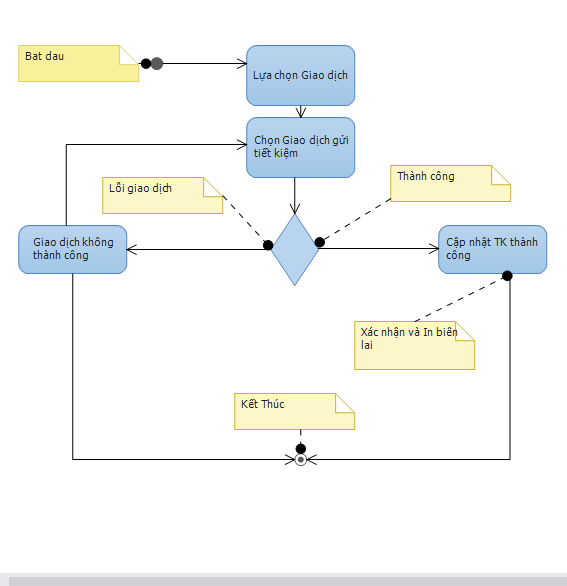 Bat dau
Lựa chọn Giao dịch
Chọn Giao dịch gửi
tiết kiệm
Thành công
Lỗi giao dịch
Giao dịch không
thành công
Cập nhật TK thành
công
Xác nhận và In biên
lai
Kết Thúc